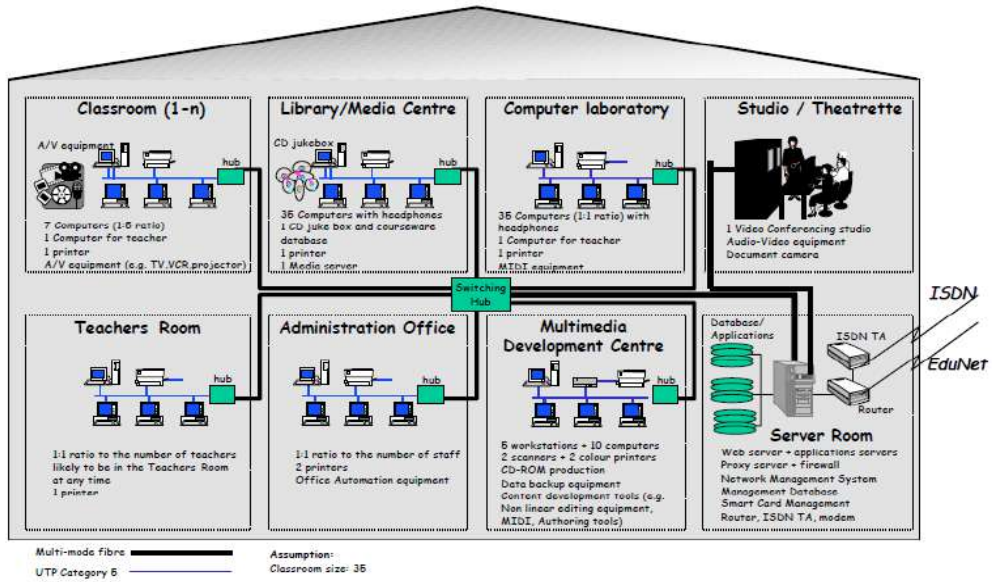 Classroom (1-n)
A/V equipment
hub
7 Computers (1:5 ratio)
1 Computer for teacher
1 printer
A/V equipment (e.g. TV,VCR,projector)
Library/Media Centre
CD jukebox
hub
35 Computers with headphones
1 CD juke box and courseware
database
1 printer
1 Media server
Computer laboratory
hub
35 Computers (1:1 ratio) with
headphones
1 Computer for teacher
1 printer
MIDI equipment
Studio / Theatrette
1 Video Conferencing studio
Audio-Video equipment
Document camera
Switching
Hub
ISDN
EduNet
Teachers Room
hub
1:1 ratio to the number of teachers
likely to be in the Teachers Room
at any time
1 printer
Administration Office
hub
1:1 ratio to the number of staff
2 printers
Office Automation equipment
Multimedia
Development Centre
hub
5 workstations + 10 computers
2 scanners + 2 colour printers
CD-ROM production
Data backup equipment
Content development tools (e.g.
Non linear editing equipment,
MIDI, Authoring tools)
Database/
Applications
ISDN TA
Router
Server Room
Web server + applications servers
Proxy server + firewall
Network Management System
Management Database
Smart Card Management
Router, ISDN TA, modem
Multi-mode fibre
UTP Category 5
Assumption:
Classroom size: 35